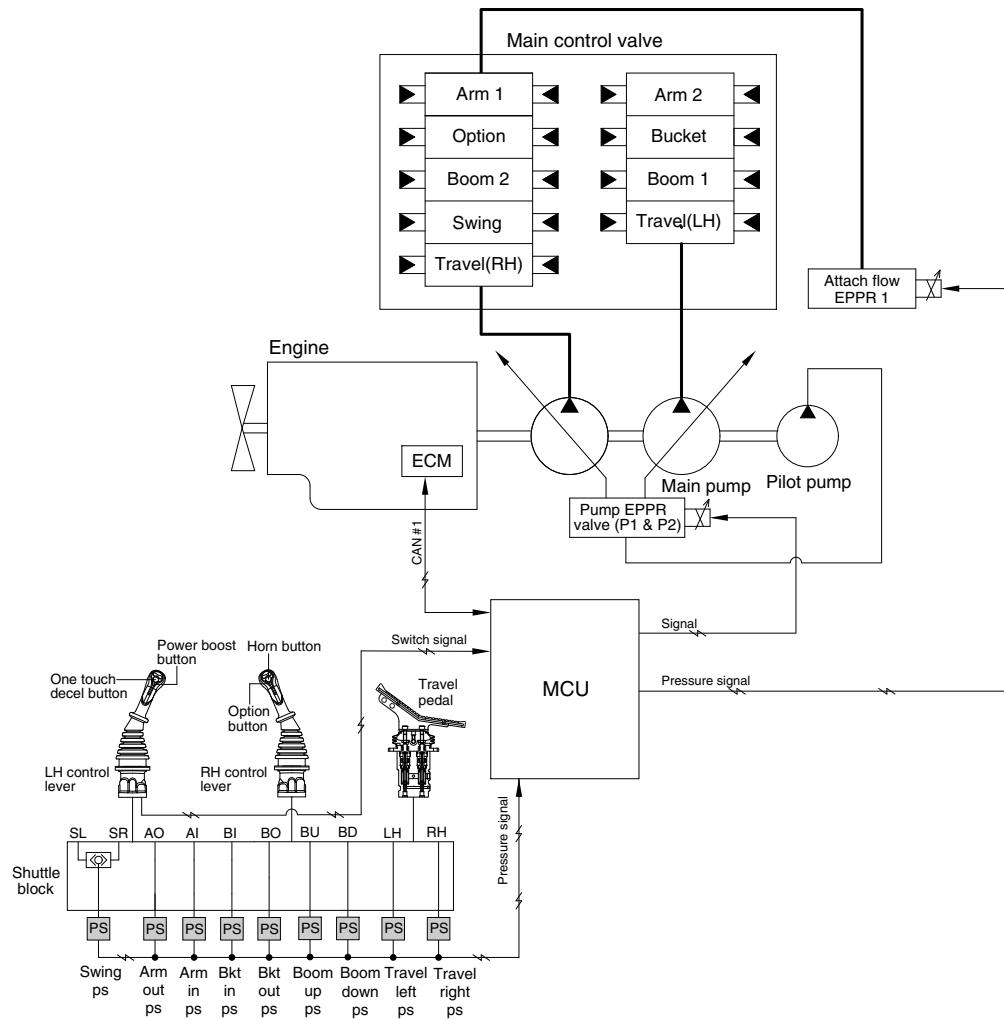 Main control valve
Arm 1
Option
Boom 2
Swing
Travel(RH)
Arm 2
Bucket
Boom 1
Travel(LH)
Attach flow
EPPR 1
Engine
ECM
Main pump
Pilot pump
Pump EPPR
valve (P1 & P2)
CAN #1
Signal
Switch signal
MCU
Pressure signal
Pressure signal
Power boost
button
One touch
decel button
Horn button
Option
button
Travel
pedal
LH control
lever
RH control
lever
SL SR AO AI BI BO BU BD LH RH
Shuttle
block
PS PS PS PS PS PS PS PS PS
Swing
ps
Arm
out
ps
Arm
in
ps
Bkt
in
ps
Bkt
out
ps
Boom
up
ps
Boom
down
ps
Travel
left
ps
Travel
right
ps